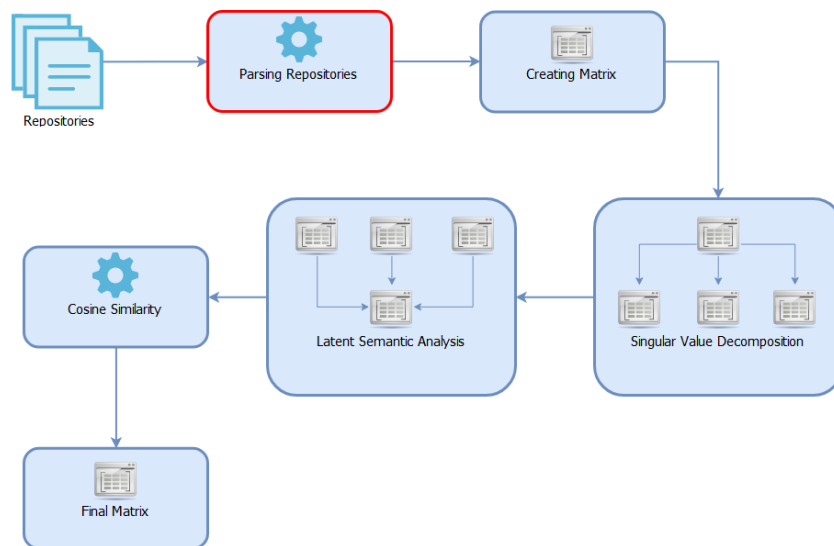 Repositories
Parsing Repositories
Creating Matrix
Singular Value Decomposition
Latent Semantic Analysis
Cosine Similarity
Final Matrix